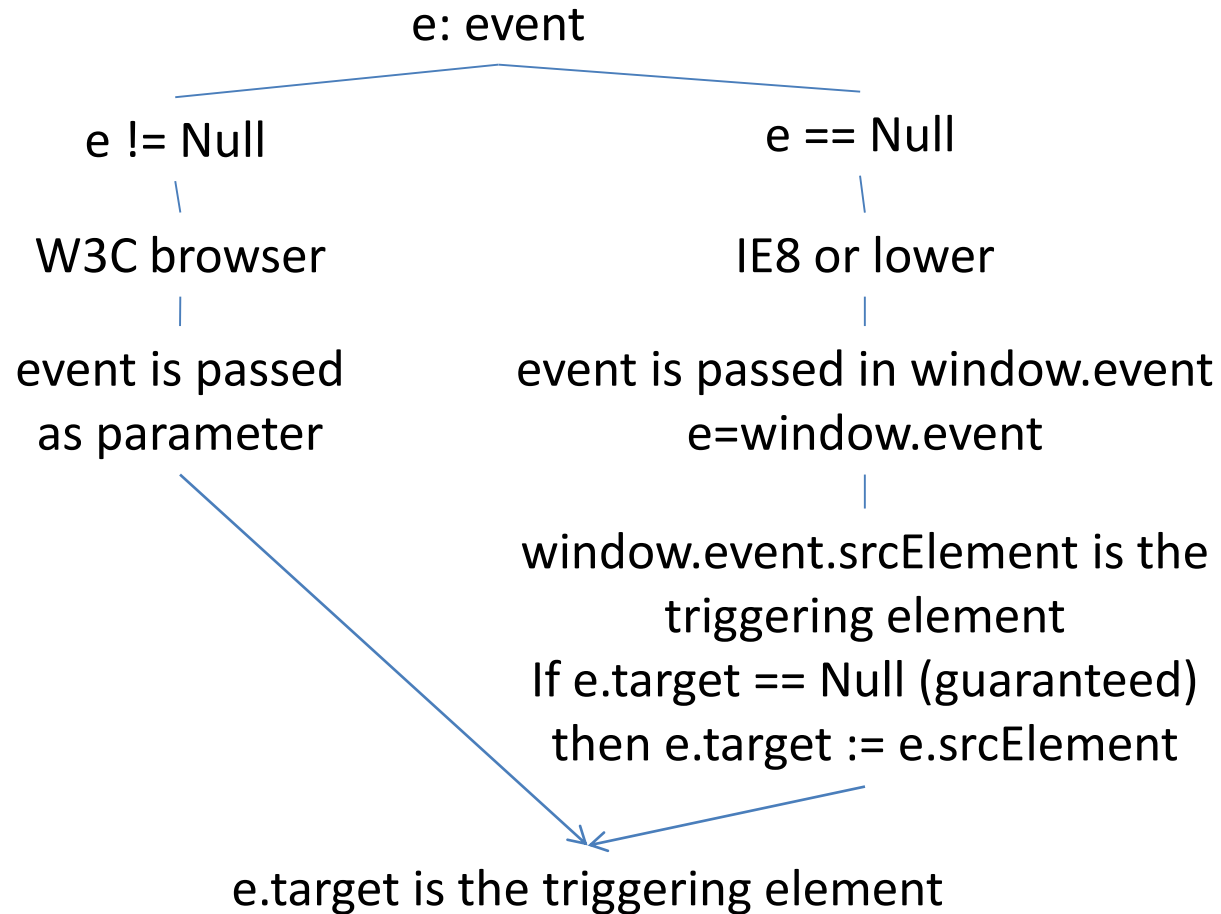 e: event
e != Null
e == Null
W3C browser
IE8 or lower
event is passed
as parameter
event is passed in window.event
e=window.event
window.event.srcElement is the
triggering element
If e.target == Null (guaranteed)
then e.target := e.srcElement
e.target is the triggering element